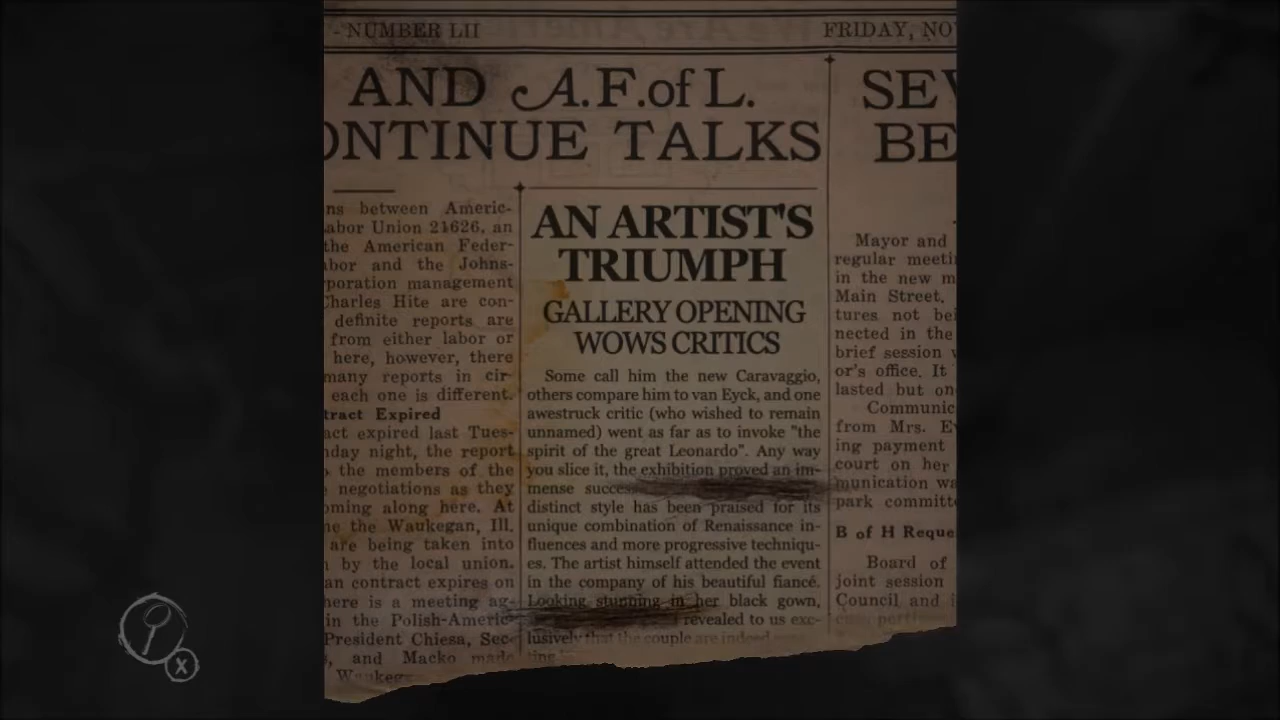 - NUMBER LII
FRIDAY, NO
AND A.F.of L.
ONTINUE TALKS
SEV
BE
ns between Americ-
abor Union 21626, an
the American Feder-
abor and the Johns-
poration management
Charles Hite are con-
definite reports are
from either labor or
here, however, there
many reports in cir-
each one is different.
tract Expired
act expired last Tues-
day night, the report
the members of the
negotiations as they
oming along here. At
e the Waukegan, Ill.
are being taken into
by the local union.
an contract expires on
here is a meeting ag-
in the Polish-Americ-
President Chiesa, Sec-
, and Macko made
Waukeg
AN ARTIST'S
TRIUMPH
GALLERY OPENING
WOWS CRITICS
Some call him the new Caravaggio,
others compare him to van Eyck, and one
awestruck critic (who wished to remain
unnamed) went as far as to invoke "the
spirit of the great Leonardo". Any way
you slice it, the exhibition proved an im-
mense succes
distinct style has been praised for its
unique combination of Renaissance in-
fluences and more progressive techniqu-
es. The artist himself attended the event
in the company of his beautiful fiancé.
Looking stunning in her black gown,
revealed to us exc-
lusively that the couple are indeed
ting
Mayor and
regular meeti
in the new m
Main Street.
tures not bei
nected in the
brief session
or's office. It
lasted but on
Communic
from Mrs. E
ing payment
court on her
munication wa
park committe
B of H Reque
Board of
joint session
Council and i
X